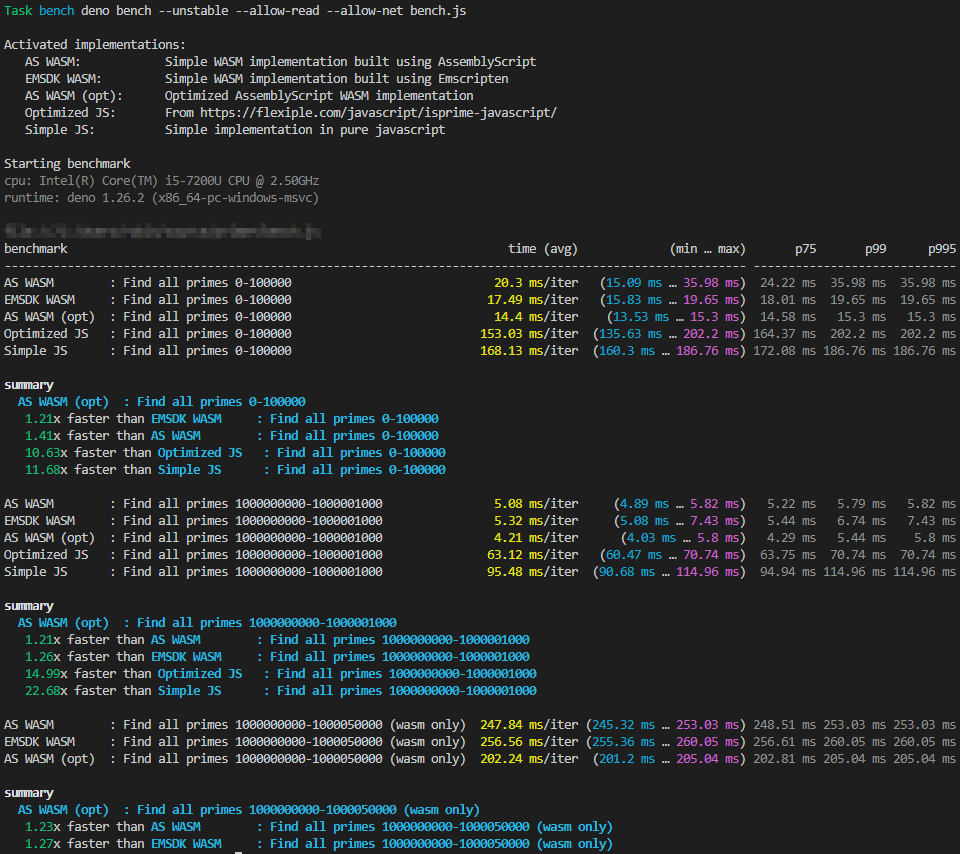 Task bench deno bench --unstable --allow-read --allow-net bench.js
Activated implementations:
AS WASM: Simple WASM implementation built using AssemblyScript
EMSDK WASM: Simple WASM implementation built using Emscripten
AS WASM (opt): Optimized AssemblyScript WASM implementation
Optimized JS: From https://flexiple.com/javascript/isprime-javascript/
Simple JS: Simple implementation in pure javascript
Starting benchmark
cpu: Intel(R) Core(TM) i5-7200U CPU @ 2.50GHz
runtime: deno 1.26.2 (x86_64-pc-windows-msvc)
benchmark time (avg) (min … max) p75 p99 p995
--------------------------------------------------------------------------------------------------------- -----------------------------
AS WASM : Find all primes 0-100000 20.3 ms/iter (15.09 ms … 35.98 ms) 24.22 ms 35.98 ms 35.98 ms
EMSDK WASM : Find all primes 0-100000 17.49 ms/iter (15.83 ms … 19.65 ms) 18.01 ms 19.65 ms 19.65 ms
AS WASM (opt) : Find all primes 0-100000 14.4 ms/iter (13.53 ms … 15.3 ms) 14.58 ms 15.3 ms 15.3 ms
Optimized JS : Find all primes 0-100000 153.03 ms/iter (135.63 ms … 202.2 ms) 164.37 ms 202.2 ms 202.2 ms
Simple JS : Find all primes 0-100000 168.13 ms/iter (160.3 ms … 186.76 ms) 172.08 ms 186.76 ms 186.76 ms
summary
AS WASM (opt) : Find all primes 0-100000
1.21x faster than EMSDK WASM : Find all primes 0-100000
1.41x faster than AS WASM : Find all primes 0-100000
10.63x faster than Optimized JS : Find all primes 0-100000
11.68x faster than Simple JS : Find all primes 0-100000
AS WASM : Find all primes 1000000000-1000001000 5.08 ms/iter (4.89 ms … 5.82 ms) 5.22 ms 5.79 ms 5.82 ms
EMSDK WASM : Find all primes 1000000000-1000001000 5.32 ms/iter (5.08 ms … 7.43 ms) 5.44 ms 6.74 ms 7.43 ms
AS WASM (opt) : Find all primes 1000000000-1000001000 4.21 ms/iter (4.03 ms … 5.8 ms) 4.29 ms 5.44 ms 5.8 ms
Optimized JS : Find all primes 1000000000-1000001000 63.12 ms/iter (60.47 ms … 70.74 ms) 63.75 ms 70.74 ms 70.74 ms
Simple JS : Find all primes 1000000000-1000001000 95.48 ms/iter (90.68 ms … 114.96 ms) 94.94 ms 114.96 ms 114.96 ms
summary
AS WASM (opt) : Find all primes 1000000000-1000001000
1.21x faster than AS WASM : Find all primes 1000000000-1000001000
1.26x faster than EMSDK WASM : Find all primes 1000000000-1000001000
14.99x faster than Optimized JS : Find all primes 1000000000-1000001000
22.68x faster than Simple JS : Find all primes 1000000000-1000001000
AS WASM : Find all primes 1000000000-1000050000 (wasm only) 247.84 ms/iter (245.32 ms … 253.03 ms) 248.51 ms 253.03 ms 253.03 ms
EMSDK WASM : Find all primes 1000000000-1000050000 (wasm only) 256.56 ms/iter (255.36 ms … 260.05 ms) 256.61 ms 260.05 ms 260.05 ms
AS WASM (opt) : Find all primes 1000000000-1000050000 (wasm only) 202.24 ms/iter (201.2 ms … 205.04 ms) 202.81 ms 205.04 ms 205.04 ms
summary
AS WASM (opt) : Find all primes 1000000000-1000050000 (wasm only)
1.23x faster than AS WASM : Find all primes 1000000000-1000050000 (wasm only)
1.27x faster than EMSDK WASM : Find all primes 1000000000-1000050000 (wasm only)